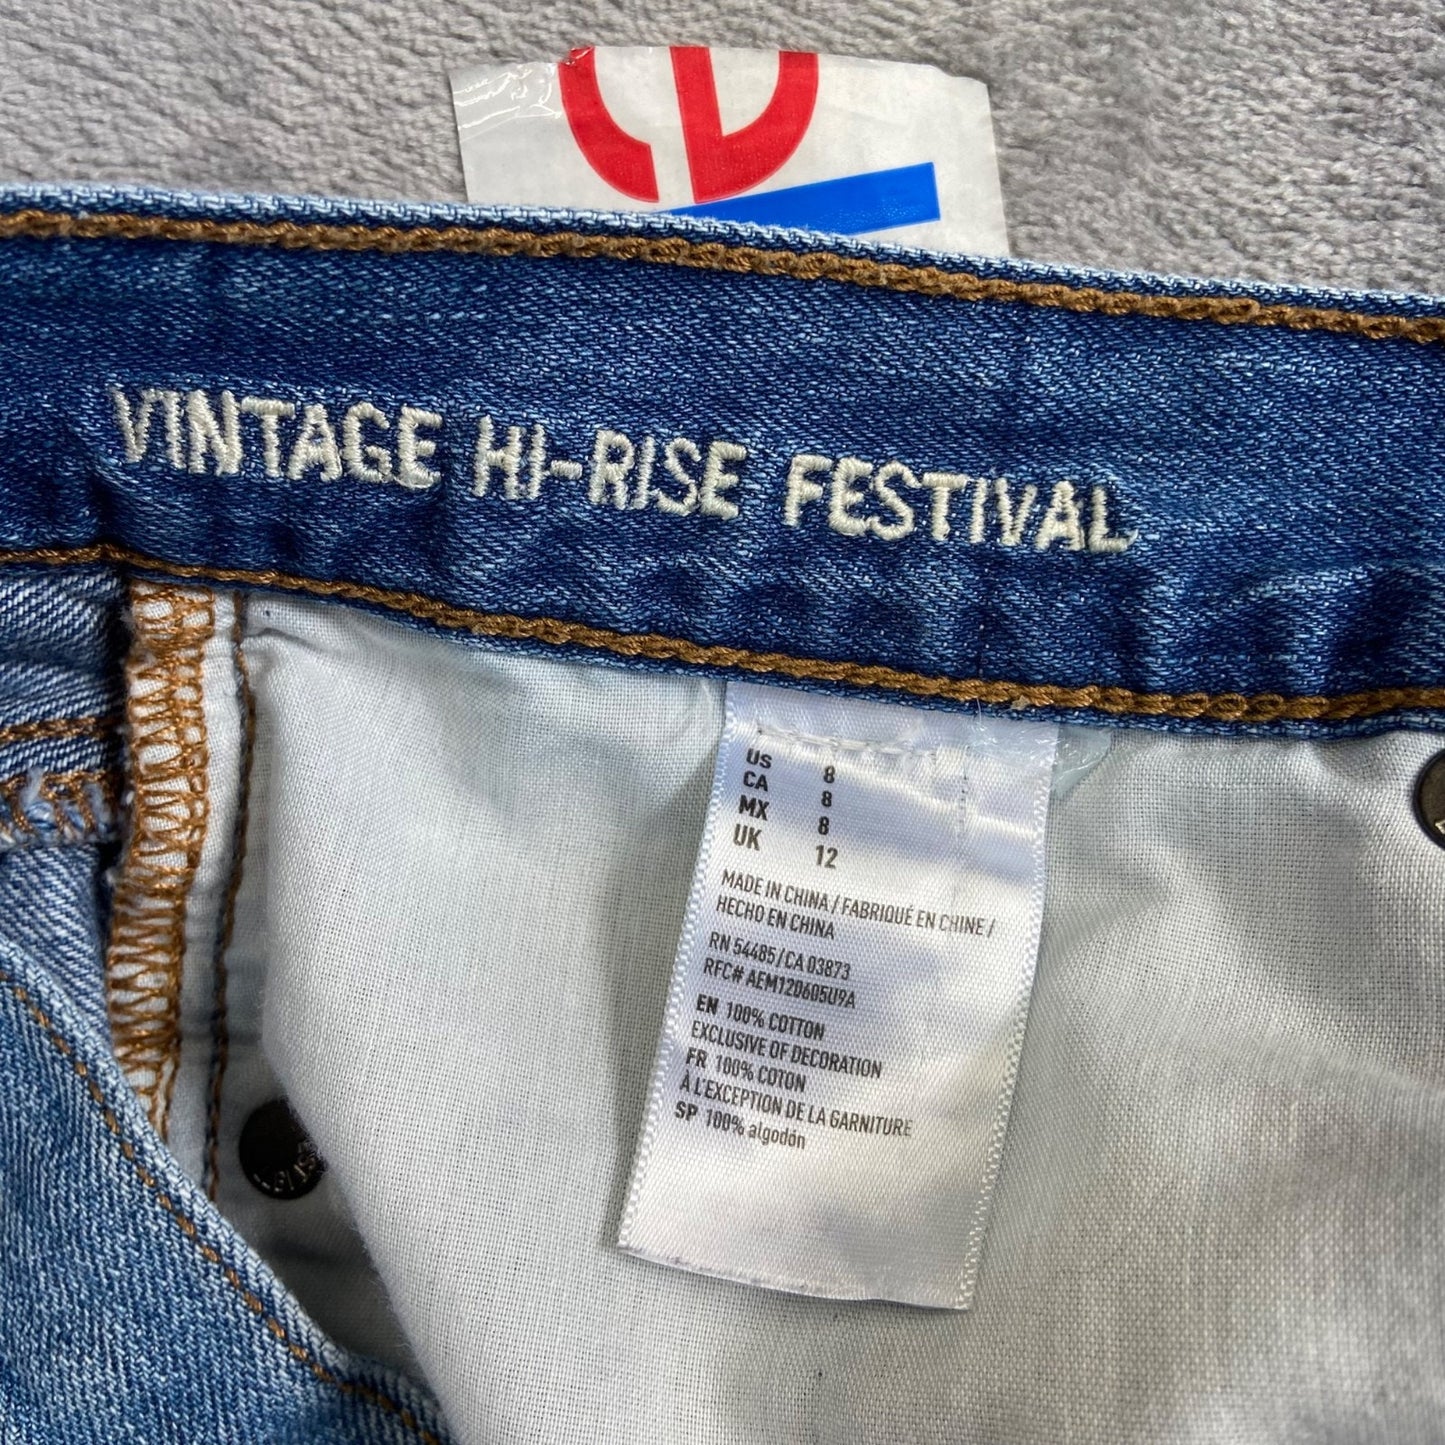 VINTAGE HI-RISE FESTIVAL
US 8
CA 8
MX 8
UK 12
MADE IN CHINA / FABRIQUÉ EN CHINE /
HECHO EN CHINA
RN 54485 / CA 03873
RFC# AEM120605U9A
EN 100% COTTON
EXCLUSIVE OF DECORATION
FR 100% COTON
À L'EXCEPTION DE LA GARNITURE
SP 100% algodón